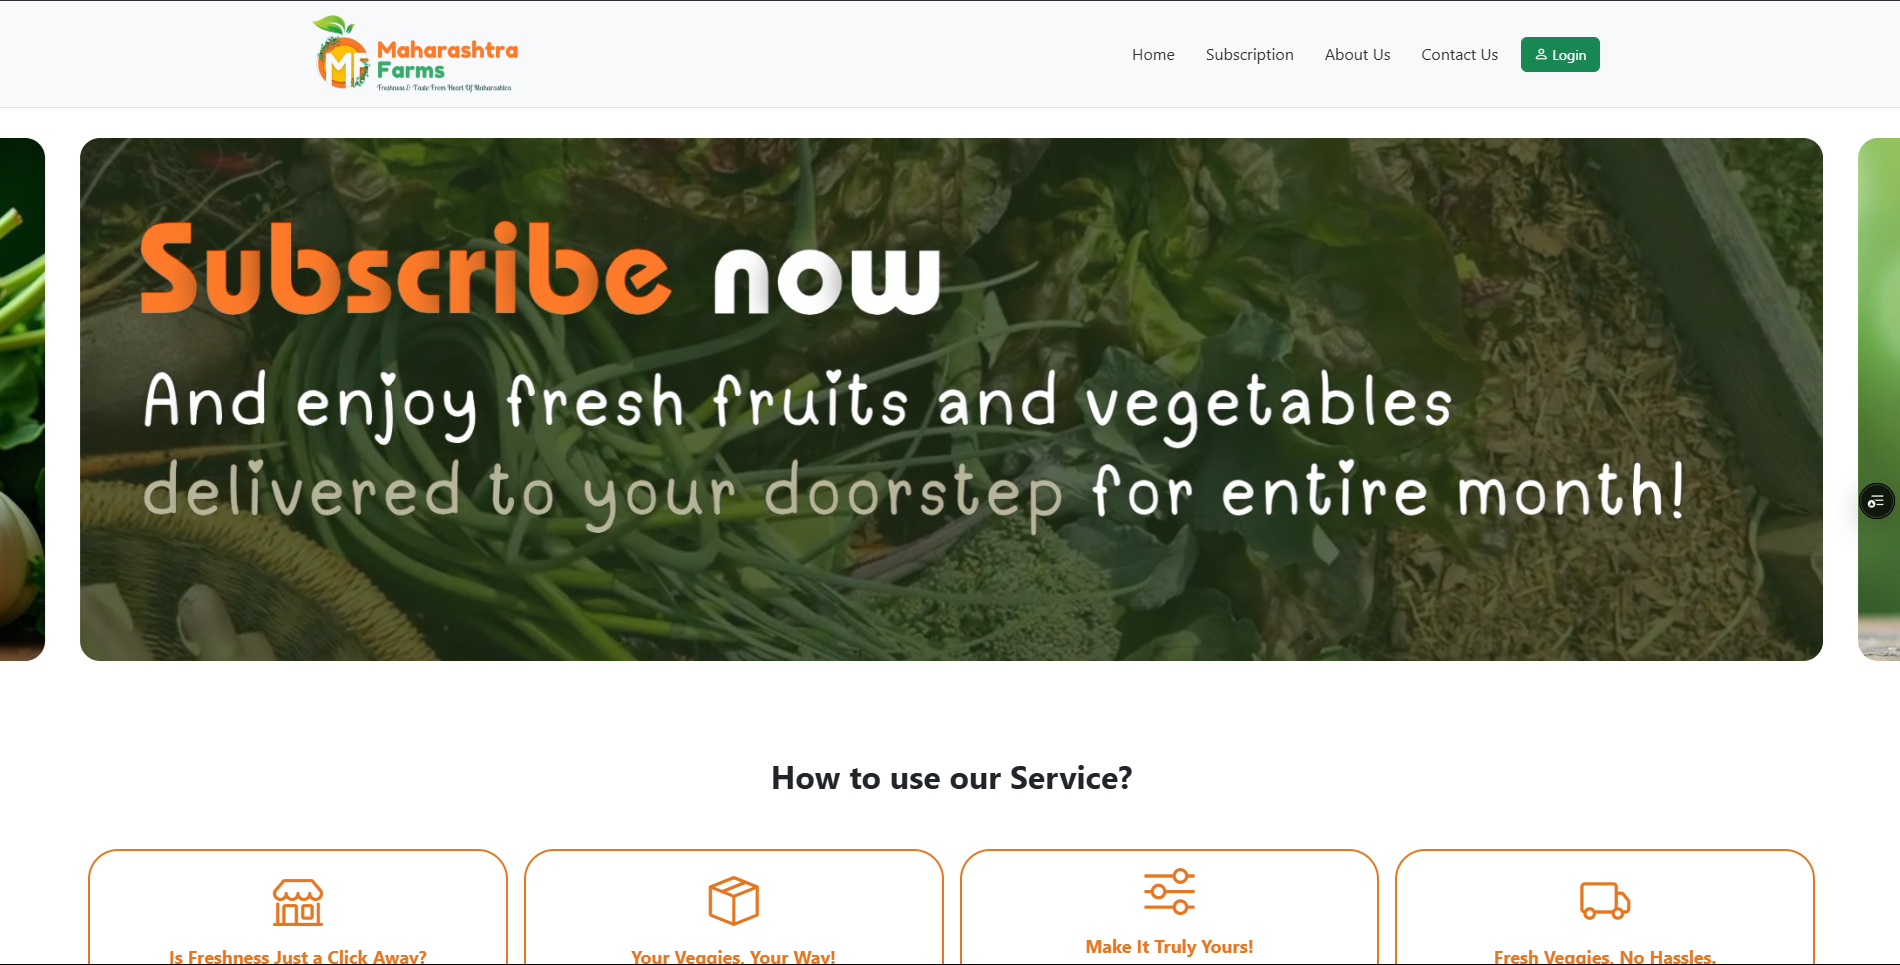 Maharashtra
Farms
Freshness & Taste From Heart Of Maharashtra
Home Subscription About Us Contact Us Login
Subscribe now
And enjoy fresh fruits and vegetables
delivered to your doorstep for entire month!
How to use our Service?
Is Freshness Just a Click Away?
Your Veggies, Your Way!
Make It Truly Yours!
Fresh Veggies, No Hassles.